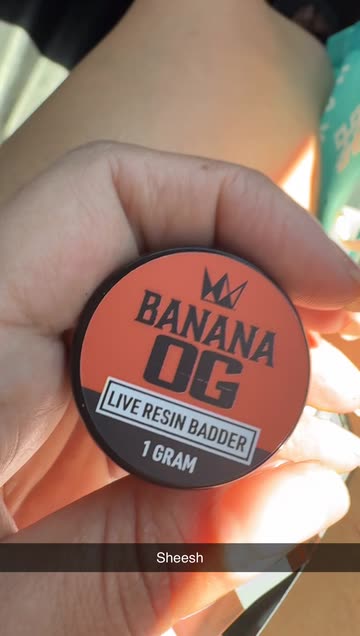 BANANA
OG
LIVE RESIN BADDER
1 GRAM
Sheesh